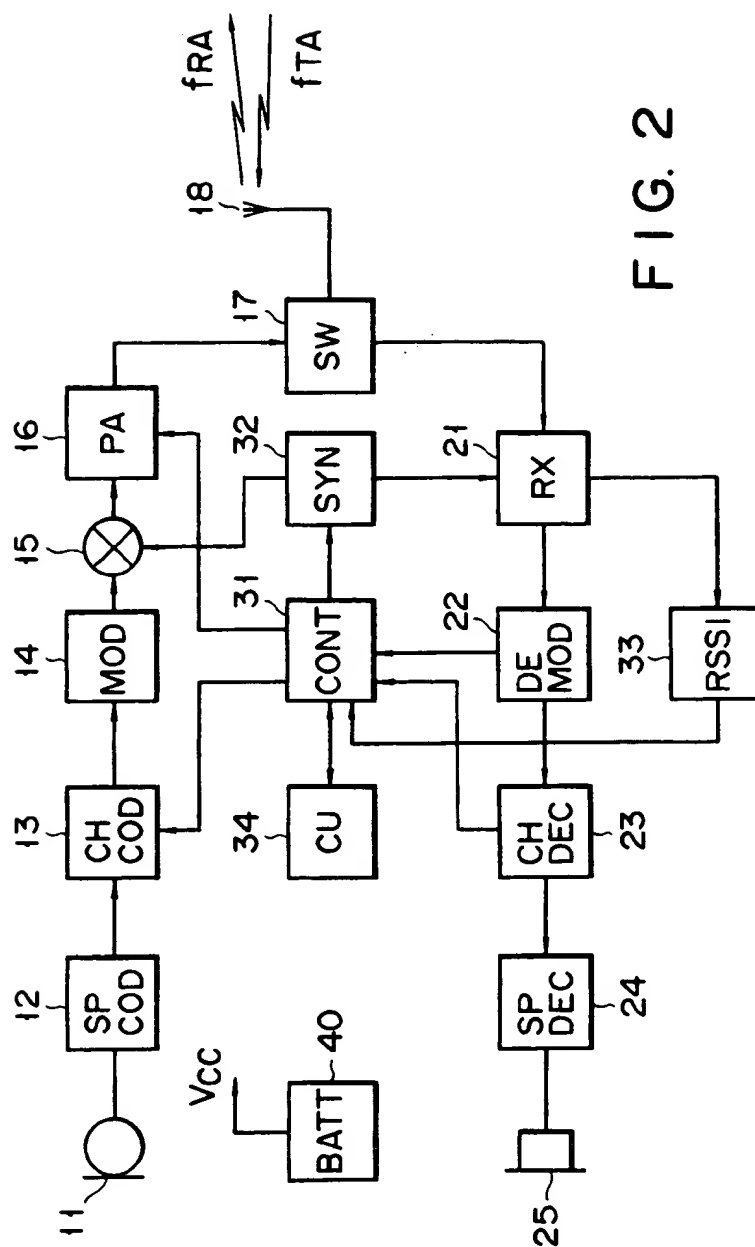 11
12
SP
COD
13
CH
COD
14
MOD
15
16
PA
17
SW
18
fRA
fTA
VCC
BATT
40
34
CU
31
CONT
32
SYN
25
SP
DEC
24
CH
DEC
23
22
DE
MOD
21
RX
33
RSSI
FIG. 2